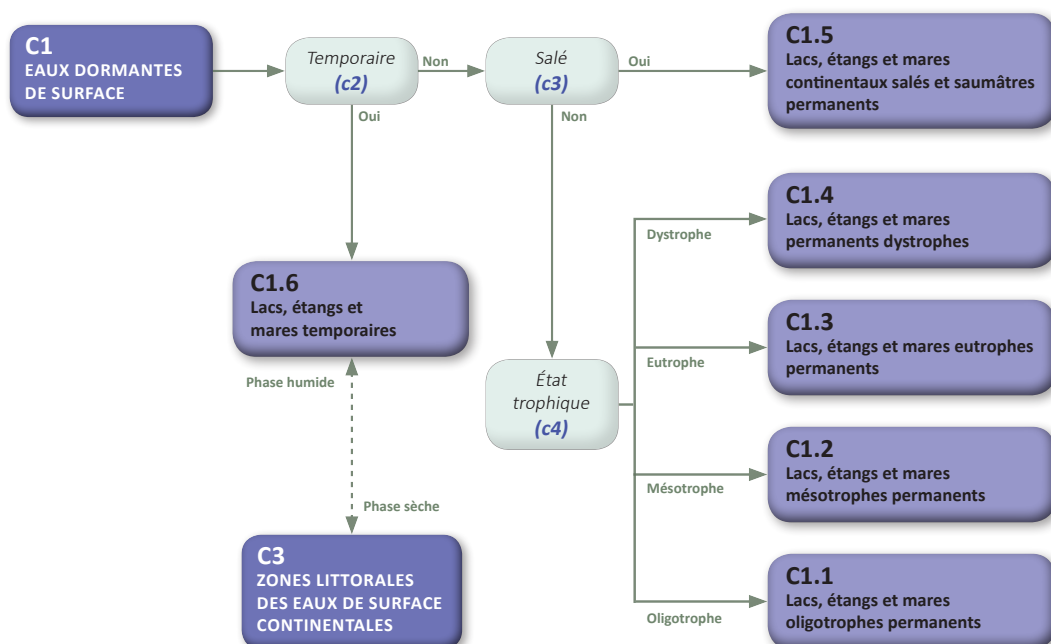 C1
EAUX DORMANTES
DE SURFACE
Temporaire
(c2)
Non
Salé
(c3)
Oui
C1.5
Lacs, étangs et mares
continentaux salés et saumâtres
permanents
Oui
Non
C1.4
Lacs, étangs et mares
permanents dystrophes
Dystrophe
C1.6
Lacs, étangs et
mares temporaires
C1.3
Lacs, étangs et mares eutrophes
permanents
Eutrophe
Phase humide
État
trophique
(c4)
C1.2
Lacs, étangs et mares
mésotrophes permanents
Mésotrophe
Phase sèche
C3
ZONES LITTORALES
DES EAUX DE SURFACE
CONTINENTALES
C1.1
Lacs, étangs et mares
oligotrophes permanents
Oligotrophe